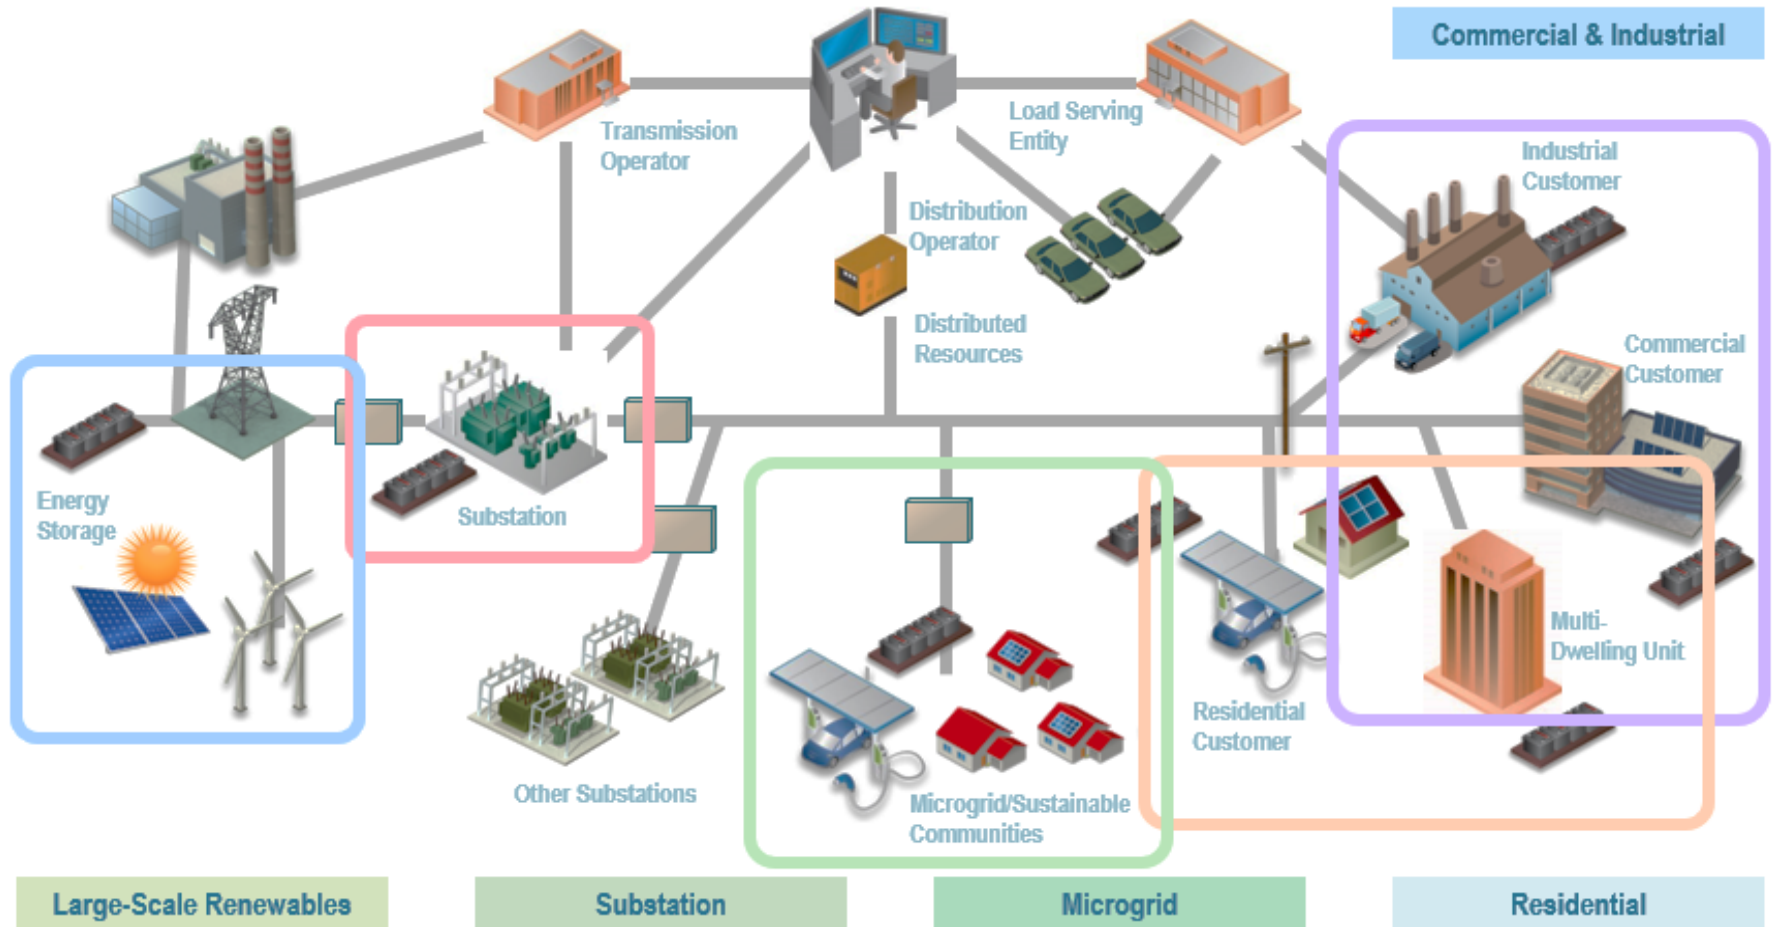 Commercial & Industrial
Transmission
Operator
Load Serving
Entity
Industrial
Customer
Distribution
Operator
Distributed
Resources
Commercial
Customer
Energy
Storage
Substation
Multi-
Dwelling Unit
Residential
Customer
Other Substations
Microgrid/Sustainable
Communities
Large-Scale Renewables
Substation
Microgrid
Residential